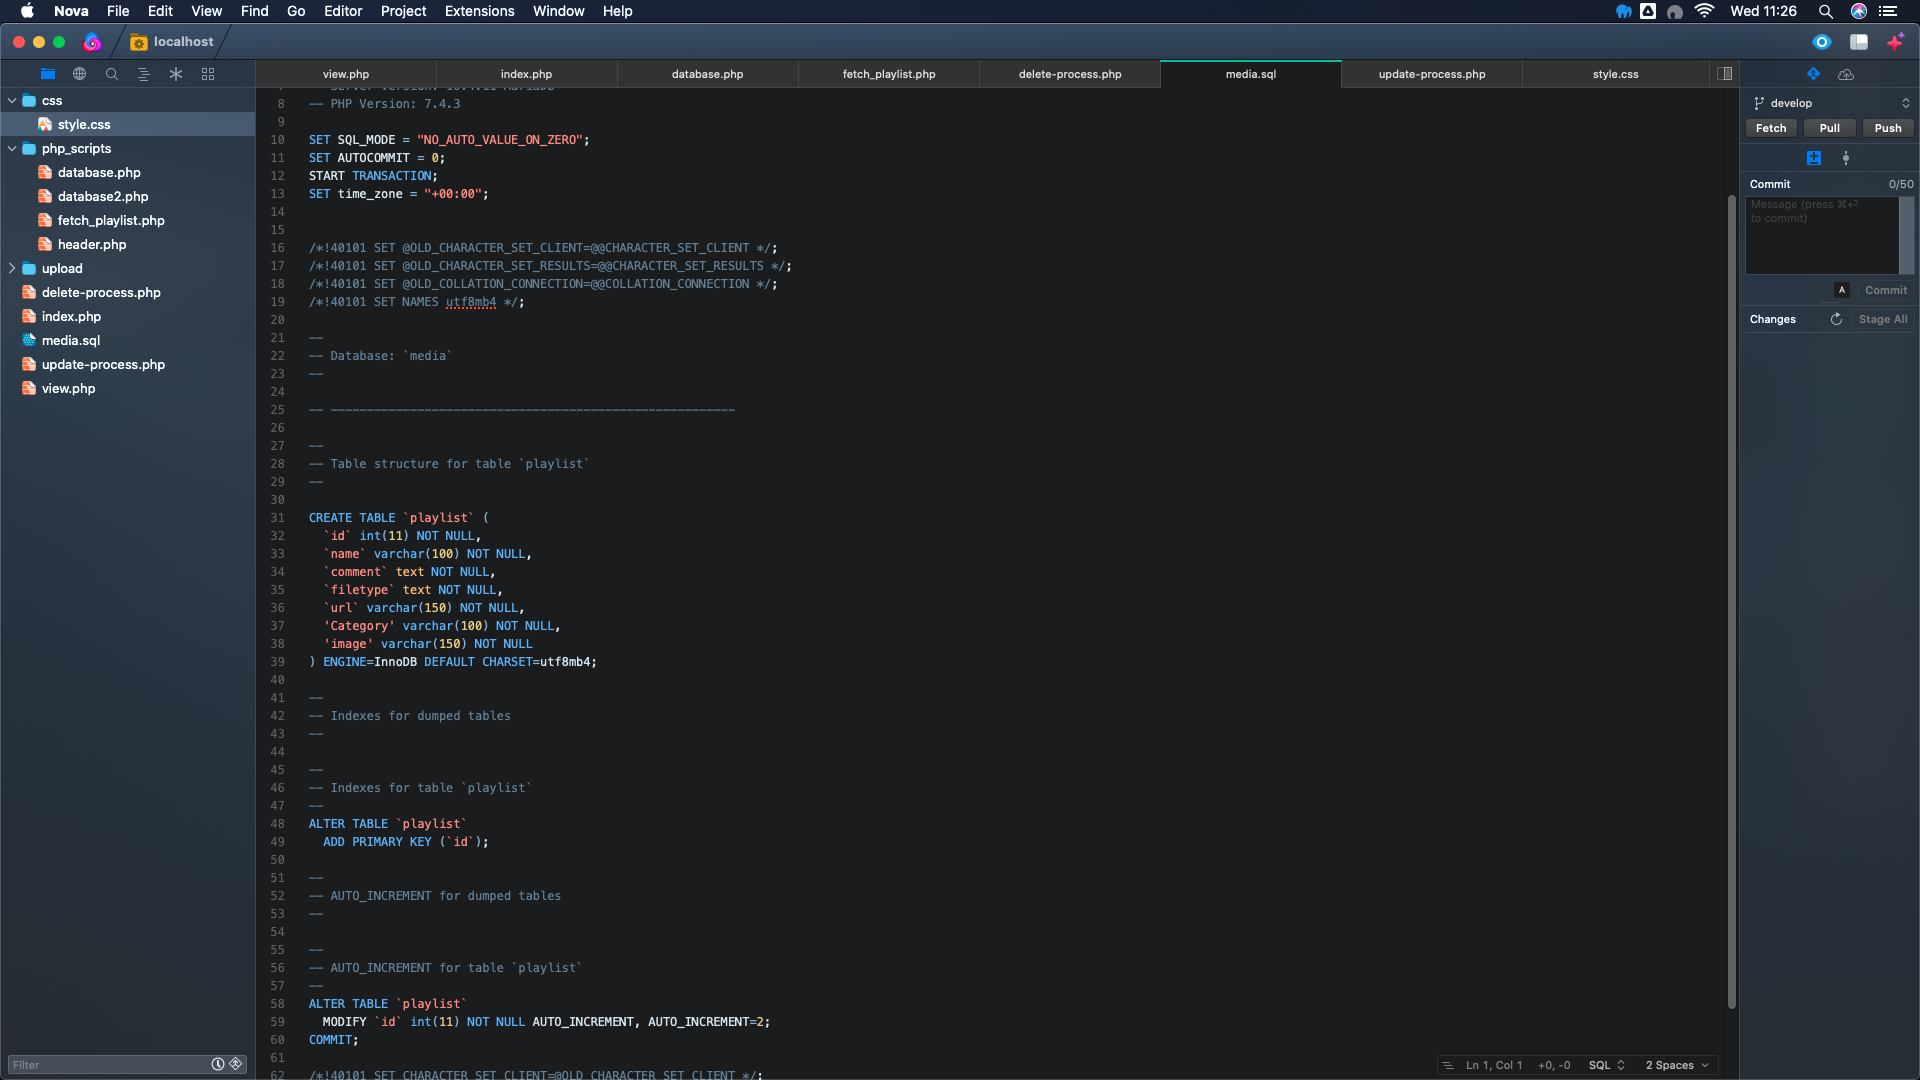 Nova File Edit View Find Go Editor Project Extensions Window Help Wed 11:26
localhost
view.php index.php database.php fetch_playlist.php delete-process.php media.sql update-process.php style.css
css
style.css
php_scripts
database.php
database2.php
fetch_playlist.php
header.php
upload
delete-process.php
index.php
media.sql
update-process.php
view.php
Filter
8 -- PHP Version: 7.4.3
9
10 SET SQL_MODE = "NO_AUTO_VALUE_ON_ZERO";
11 SET AUTOCOMMIT = 0;
12 START TRANSACTION;
13 SET time_zone = "+00:00";
14
15
16 /*!40101 SET @OLD_CHARACTER_SET_CLIENT=@@CHARACTER_SET_CLIENT */;
17 /*!40101 SET @OLD_CHARACTER_SET_RESULTS=@@CHARACTER_SET_RESULTS */;
18 /*!40101 SET @OLD_COLLATION_CONNECTION=@@COLLATION_CONNECTION */;
19 /*!40101 SET NAMES utf8mb4 */;
20
21 --
22 -- Database: `media`
23 --
24
25 -- --------------------------------------------------------
26
27 --
28 -- Table structure for table `playlist`
29 --
30
31 CREATE TABLE `playlist` (
32 `id` int(11) NOT NULL,
33 `name` varchar(100) NOT NULL,
34 `comment` text NOT NULL,
35 `filetype` text NOT NULL,
36 `url` varchar(150) NOT NULL,
37 'Category' varchar(100) NOT NULL,
38 'image' varchar(150) NOT NULL
39 ) ENGINE=InnoDB DEFAULT CHARSET=utf8mb4;
40
41 --
42 -- Indexes for dumped tables
43 --
44
45 --
46 -- Indexes for table `playlist`
47 --
48 ALTER TABLE `playlist`
49 ADD PRIMARY KEY (`id`);
50
51 --
52 -- AUTO_INCREMENT for dumped tables
53 --
54
55 --
56 -- AUTO_INCREMENT for table `playlist`
57 --
58 ALTER TABLE `playlist`
59 MODIFY `id` int(11) NOT NULL AUTO_INCREMENT, AUTO_INCREMENT=2;
60 COMMIT;
61
62 /*!40101 SET CHARACTER_SET_CLIENT=@OLD_CHARACTER_SET_CLIENT */;
Ln 1, Col 1 +0, -0 SQL 2 Spaces
develop
Fetch Pull Push
Commit 0/50
Message (press ⌘⏎
to commit)
A Commit
Changes Stage All